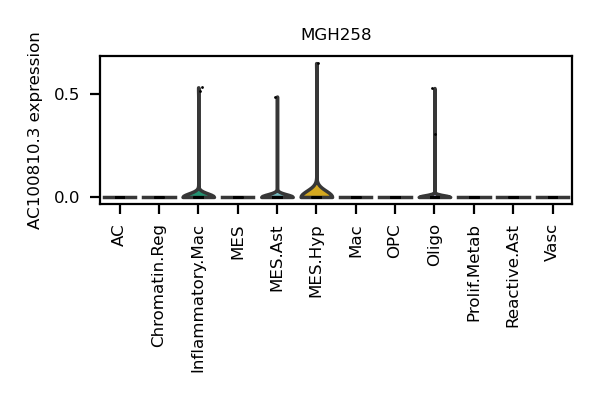 MGH258
AC100810.3 expression
0.5
0.0
AC
Chromatin.Reg
Inflammatory.Mac
MES
MES.Ast
MES.Hyp
Mac
OPC
Oligo
Prolif.Metab
Reactive.Ast
Vasc